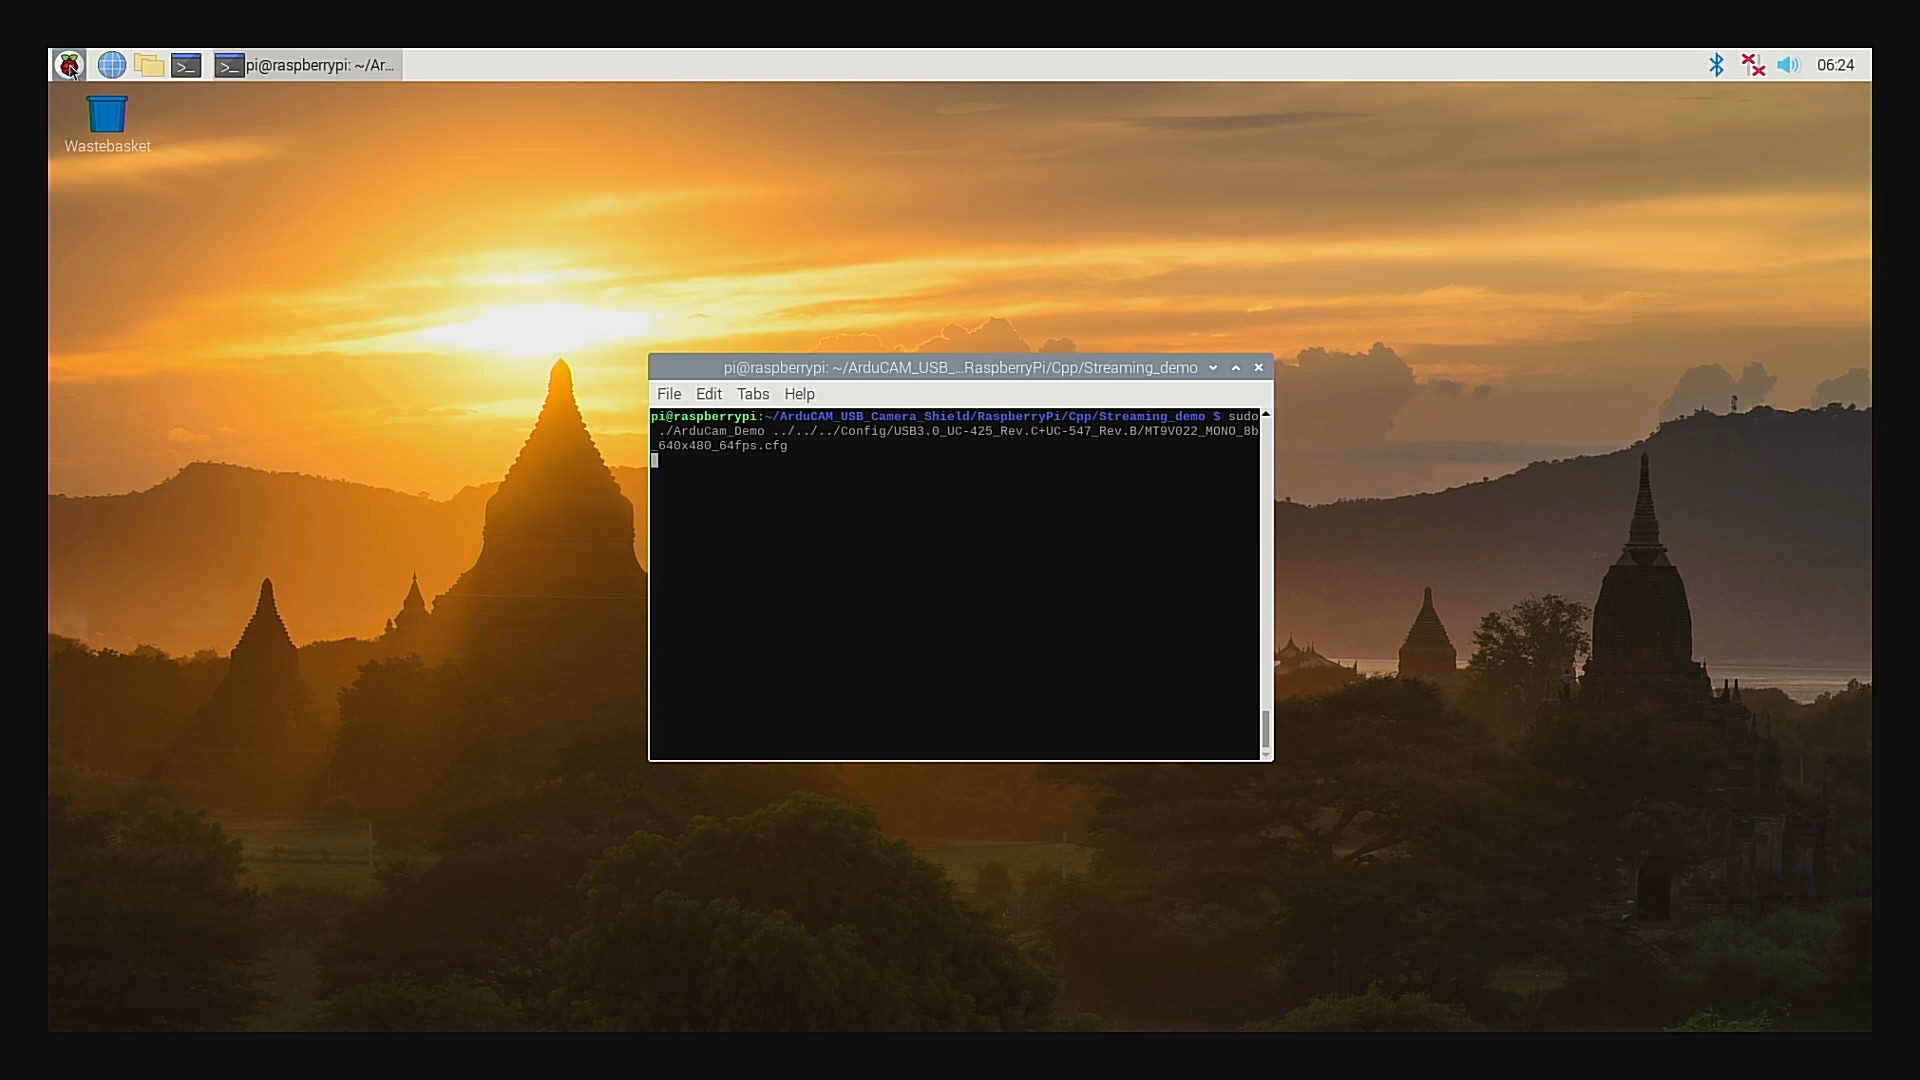 pi@raspberrypi: ~/Ar...
06:24
Wastebasket
pi@raspberrypi: ~/ArduCAM_USB_...RaspberryPi/Cpp/Streaming_demo
File Edit Tabs Help
pi@raspberrypi:~/ArduCAM_USB_Camera_Shield/RaspberryPi/Cpp/Streaming_demo $ sudo
./ArduCam_Demo ../../../Config/USB3.0_UC-425_Rev.C+UC-547_Rev.B/MT9V022_MONO_8b
_640x480_64fps.cfg